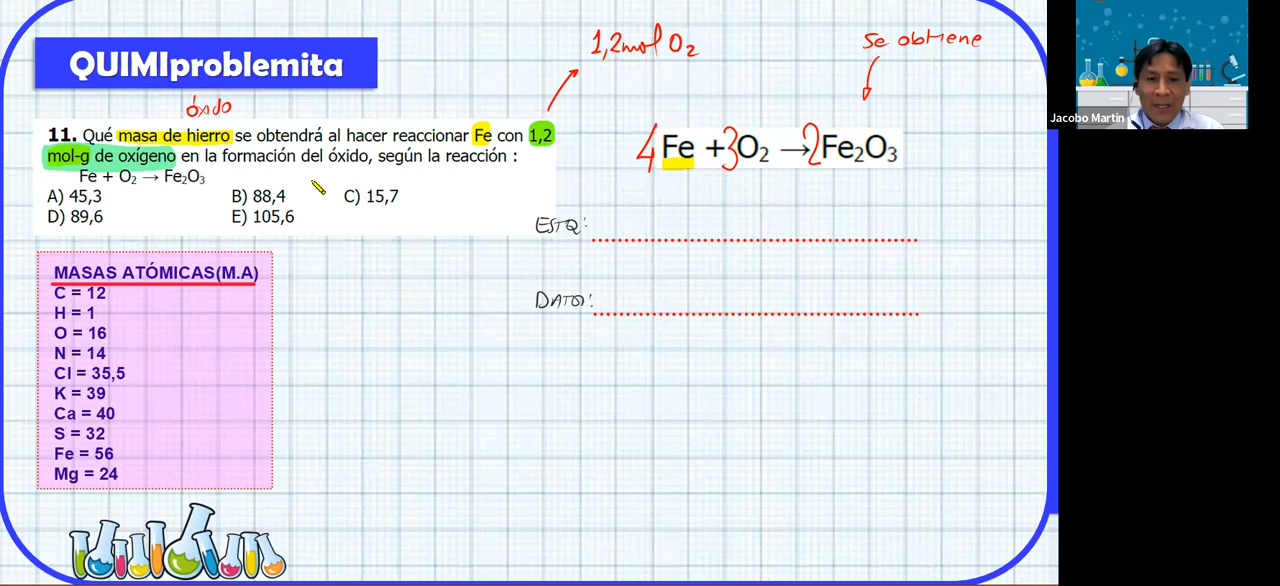 QUIMIproblemita
óxido
11. Qué masa de hierro se obtendrá al hacer reaccionar Fe con 1,2
mol-g de oxígeno en la formación del óxido, según la reacción :
Fe + O₂ → Fe₂O₃
A) 45,3 B) 88,4 C) 15,7
D) 89,6 E) 105,6
1,2mol O₂
Se obtiene
4Fe + 3O₂ → 2Fe₂O₃
ESTQ:
DATO:
MASAS ATÓMICAS(M.A)
C = 12
H = 1
O = 16
N = 14
Cl = 35,5
K = 39
Ca = 40
S = 32
Fe = 56
Mg = 24
Jacobo Martin